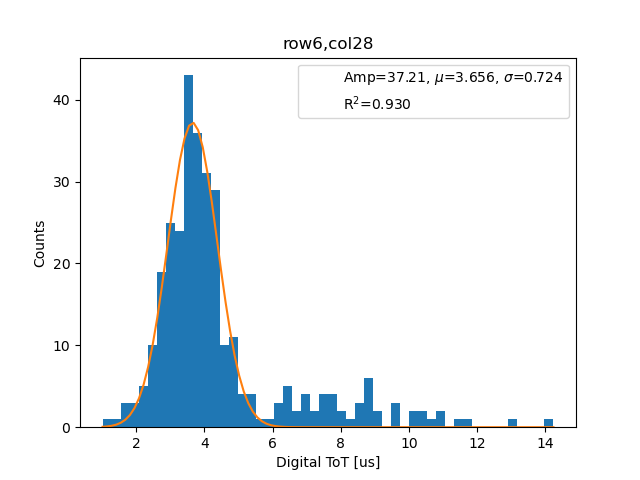 row6,col28
Amp=37.21, μ=3.656, σ=0.724
R²=0.930
Counts
40
30
20
10
0
2 4 6 8 10 12 14
Digital ToT [us]